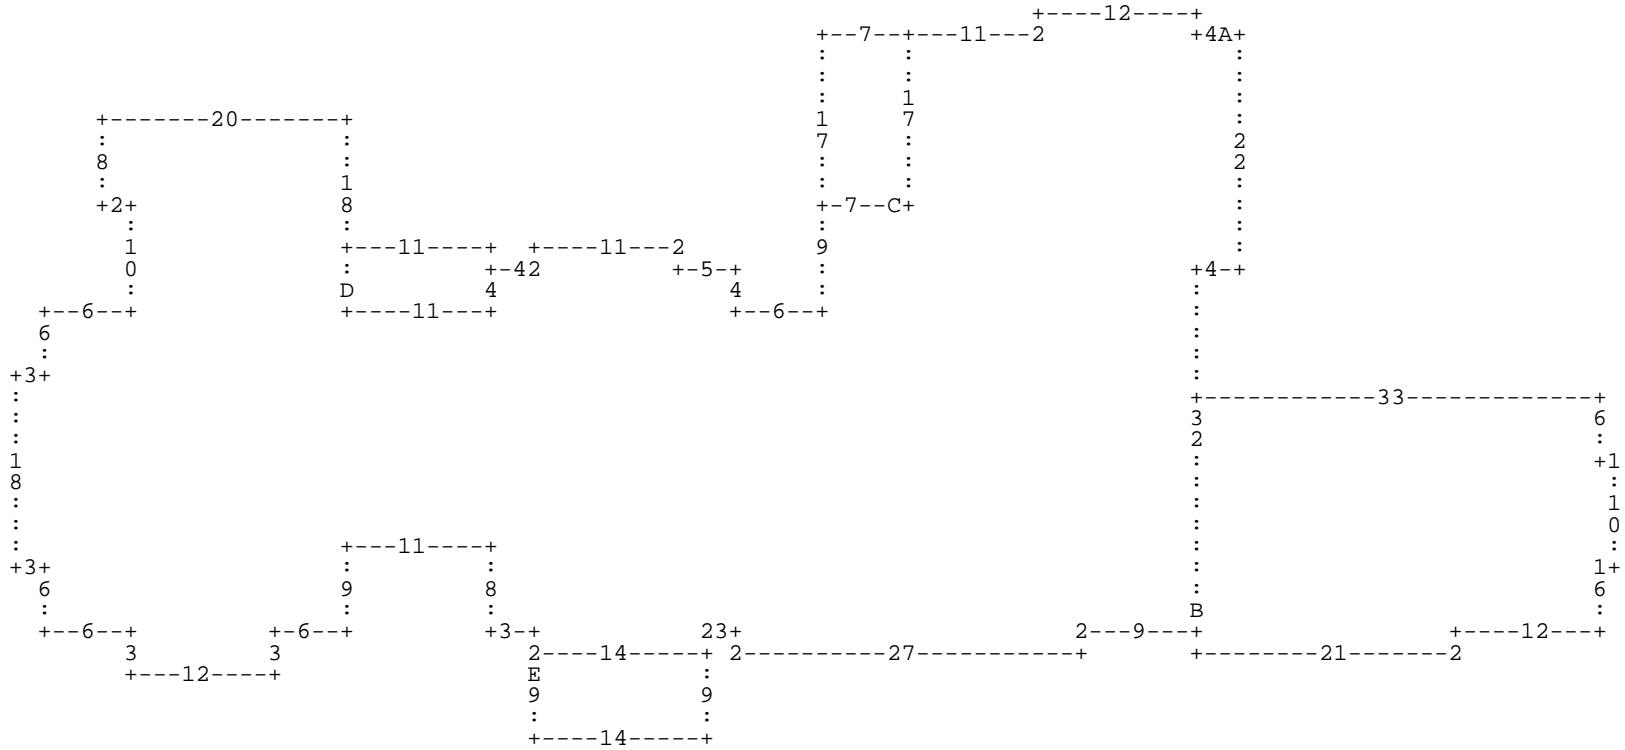 +----12----+
                                                        +--7--+---11---2          +4A+
                                                        :     :                      :
                                                        :     :                      :
                                                        :     1                      :
      +-------20-------+                                1     7                      :
      :                :                                7     :                      2
      8                :                                :     :                      2
      :                1                                :     :                      :
      +2+              8                                +-7--C+                      :
        :              :                                :                            :
        1              +---11----+  +----11---2         9                            :
        0              :         +-42         +-5-+     :                         +4-+
        :              D         4                4     :                         :
  +--6--+              +----11---+                +--6--+                         :
  6                                                                               :
  :                                                                               :
+3+                                                                               :
:                                                                                 +------------33-------------+
:                                                                                 3                           6
:                                                                                 2                           :
1                                                                                 :                           +1
8                                                                                 :                            :
:                                                                                 :                            1
:                                                                                 :                            0
:                      +---11----+                                                :                            :
+3+                    :         :                                                :                           1+
  6                    9         8                                                :                           6
  :                    :         :                                                B                           :
  +--6--+         +-6--+         +3-+           23+                       2---9---+                 +----12---+
        3         3                 2----14-----+ 2----------27-----------+       +--------21-------2
        +---12----+                 E           :
                                    9           9
                                    :           :
                                    +----14-----+